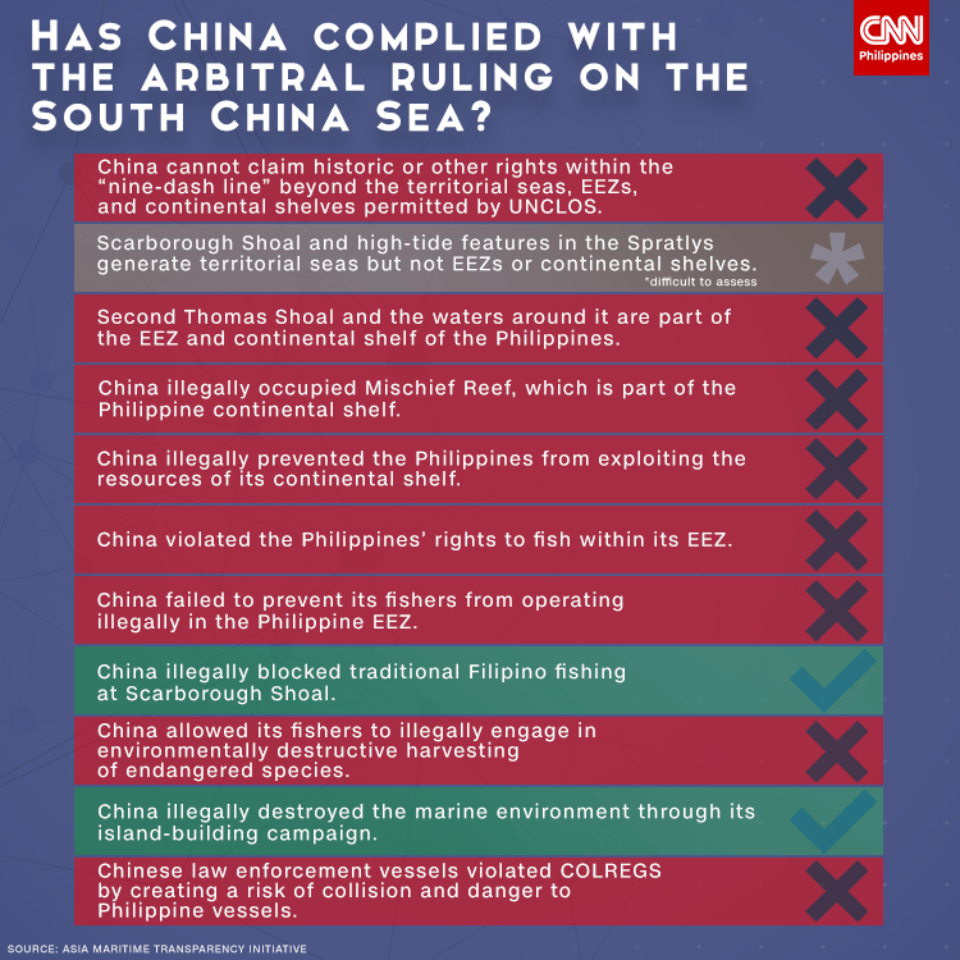 HAS CHINA COMPLIED WITH
THE ARBITRAL RULING ON THE
SOUTH CHINA SEA?
CNN
Philippines
China cannot claim historic or other rights within the
“nine-dash line” beyond the territorial seas, EEZs,
and continental shelves permitted by UNCLOS.
Scarborough Shoal and high-tide features in the Spratlys
generate territorial seas but not EEZs or continental shelves.
*difficult to assess
Second Thomas Shoal and the waters around it are part of
the EEZ and continental shelf of the Philippines.
China illegally occupied Mischief Reef, which is part of the
Philippine continental shelf.
China illegally prevented the Philippines from exploiting the
resources of its continental shelf.
China violated the Philippines’ rights to fish within its EEZ.
China failed to prevent its fishers from operating
illegally in the Philippine EEZ.
China illegally blocked traditional Filipino fishing
at Scarborough Shoal.
China allowed its fishers to illegally engage in
environmentally destructive harvesting
of endangered species.
China illegally destroyed the marine environment through its
island-building campaign.
Chinese law enforcement vessels violated COLREGS
by creating a risk of collision and danger to
Philippine vessels.
SOURCE: ASIA MARITIME TRANSPARENCY INITIATIVE